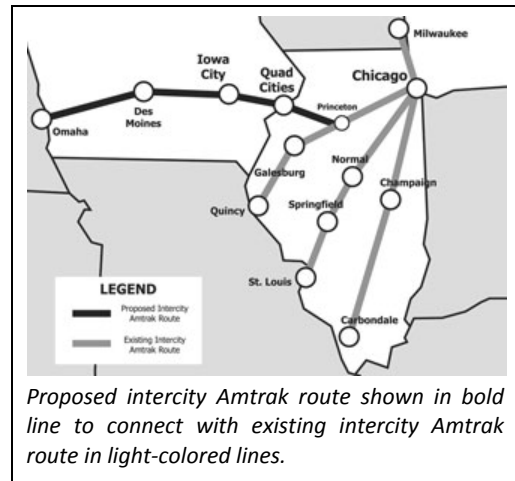 Milwaukee
Iowa
City
Quad
Cities
Chicago
Des
Moines
Princeton
Omaha
Galesburg
Normal
Champaign
Quincy
Springfield
St. Louis
Carbondale
LEGEND
Proposed Intercity
Amtrak Route
Existing Intercity
Amtrak Route
Proposed intercity Amtrak route shown in bold
line to connect with existing intercity Amtrak
route in light-colored lines.